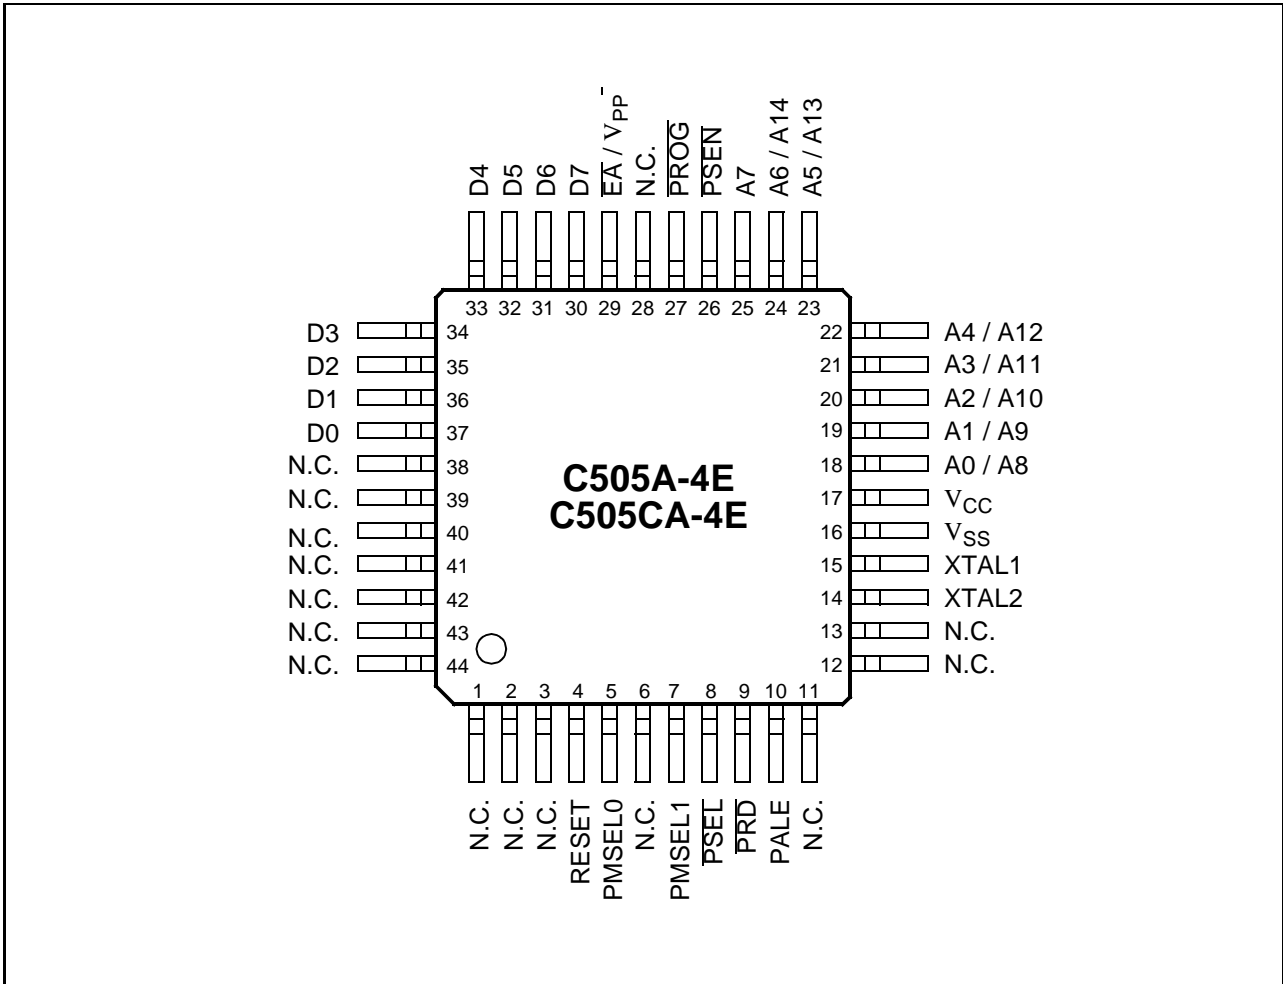 D4
D5
D6
D7
EA / VPP
N.C.
PROG
PSEN
A7
A6 / A14
A5 / A13
33 32 31 30 29 28 27 26 25 24 23
D3 34
D2 35
D1 36
D0 37
N.C. 38
N.C. 39
N.C. 40
N.C. 41
N.C. 42
N.C. 43
N.C. 44
C505A-4E
C505CA-4E
22 A4 / A12
21 A3 / A11
20 A2 / A10
19 A1 / A9
18 A0 / A8
17 VCC
16 VSS
15 XTAL1
14 XTAL2
13 N.C.
12 N.C.
1 2 3 4 5 6 7 8 9 10 11
N.C.
N.C.
N.C.
RESET
PMSEL0
N.C.
PMSEL1
PSEL
PRD
PALE
N.C.